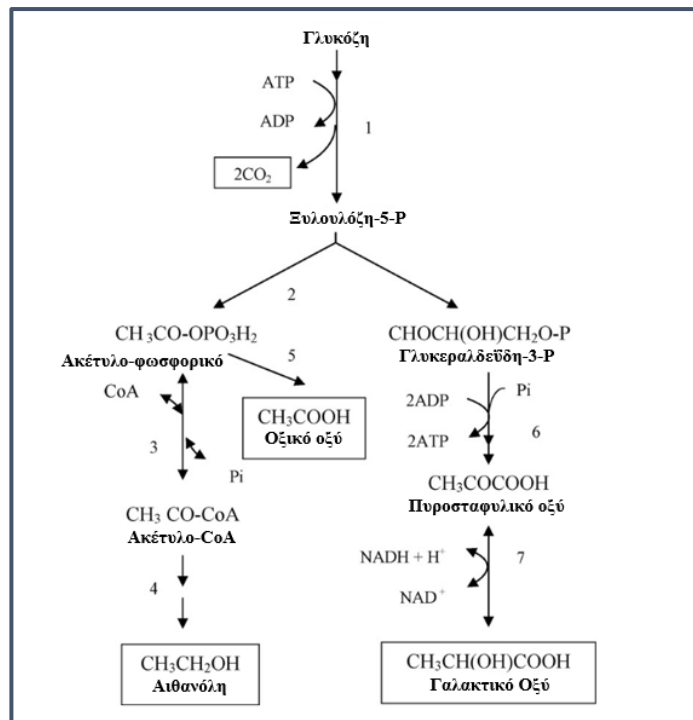 Γλυκόζη
ATP
ADP
1
2CO₂
Ξυλουλόζη-5-P
2
CH₃CO-OPO₃H₂
Ακέτυλο-φωσφορικό
5
CHOCH(OH)CH₂O-P
Γλυκεραλδεΰδη-3-P
CoA
CH₃COOH
Οξικό οξύ
3
Pi
2ADP
Pi
2ATP
6
CH₃ CO-CoA
Ακέτυλο-CoA
CH₃COCOOH
Πυροσταφυλικό οξύ
4
NADH + H⁺
7
NAD⁺
CH₃CH₂OH
Αιθανόλη
CH₃CH(OH)COOH
Γαλακτικό Οξύ